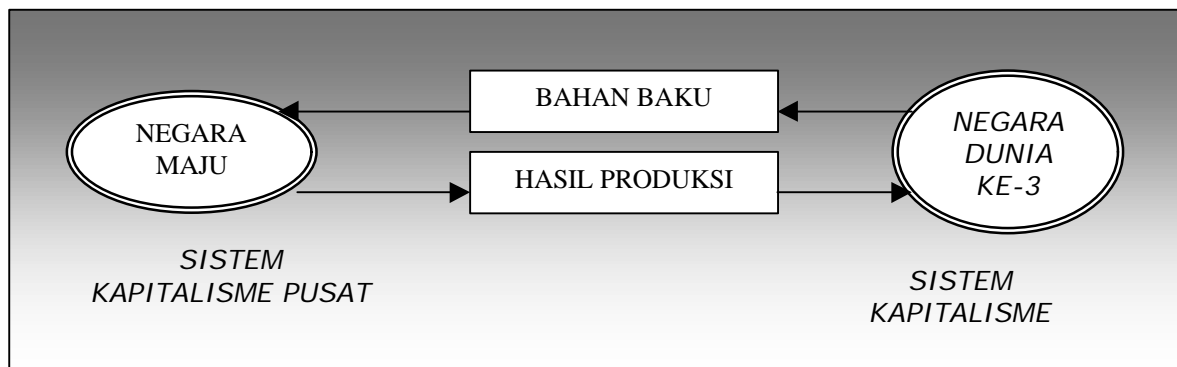 NEGARA
MAJU
BAHAN BAKU
HASIL PRODUKSI
NEGARA
DUNIA
KE-3
SISTEM
KAPITALISME PUSAT
SISTEM
KAPITALISME